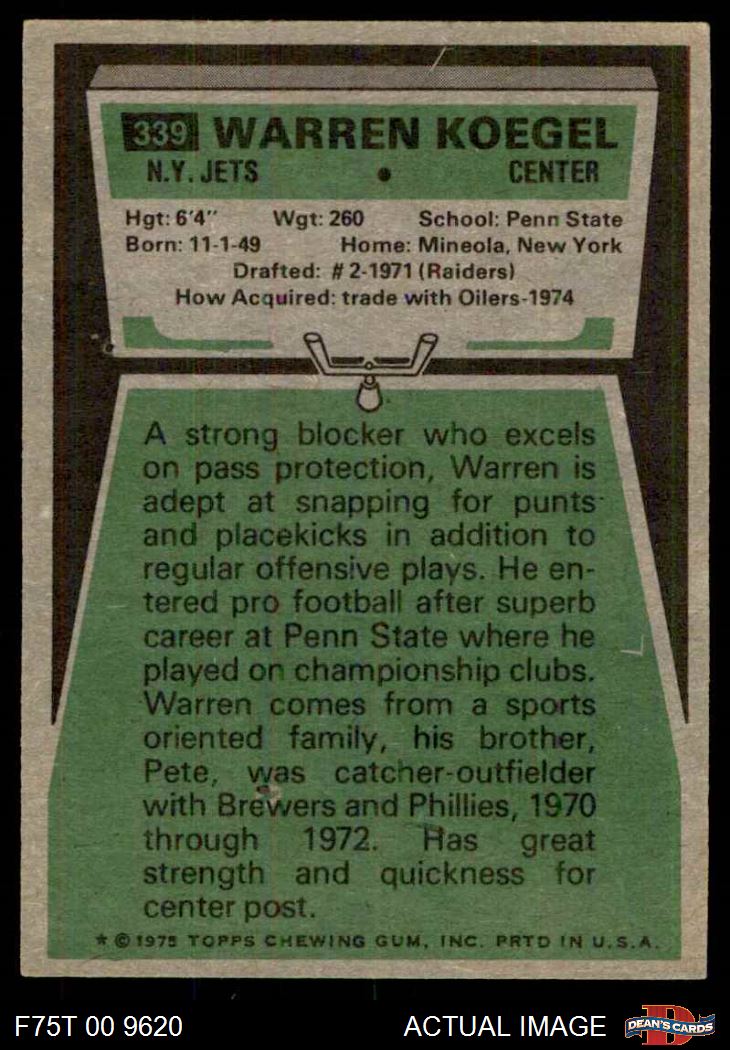 339 WARREN KOEGEL
N.Y. JETS • CENTER
Hgt: 6'4" Wgt: 260 School: Penn State
Born: 11-1-49 Home: Mineola, New York
Drafted: #2-1971 (Raiders)
How Acquired: trade with Oilers-1974
A strong blocker who excels
on pass protection, Warren is
adept at snapping for punts
and placekicks in addition to
regular offensive plays. He en-
tered pro football after superb
career at Penn State where he
played on championship clubs.
Warren comes from a sports
oriented family, his brother,
Pete, was catcher-outfielder
with Brewers and Phillies, 1970
through 1972. Has great
strength and quickness for
center post.
★ © 1975 TOPPS CHEWING GUM, INC. PRTD IN U.S.A.
F75T 00 9620 ACTUAL IMAGE D DEAN'S CARDS